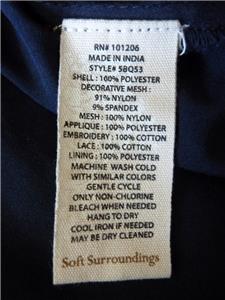 RN# 101206
MADE IN INDIA
STYLE# 5BQ53
SHELL: 100% POLYESTER
DECORATIVE MESH:
91% NYLON
9% SPANDEX
MESH: 100% NYLON
APPLIQUE : 100% POLYESTER
EMBROIDERY : 100% COTTON
LACE : 100% COTTON
LINING : 100% POLYESTER
MACHINE WASH COLD
WITH SIMILAR COLORS
GENTLE CYCLE
ONLY NON-CHLORINE
BLEACH WHEN NEEDED
HANG TO DRY
COOL IRON IF NEEDED
MAY BE DRY CLEANED
Soft Surroundings